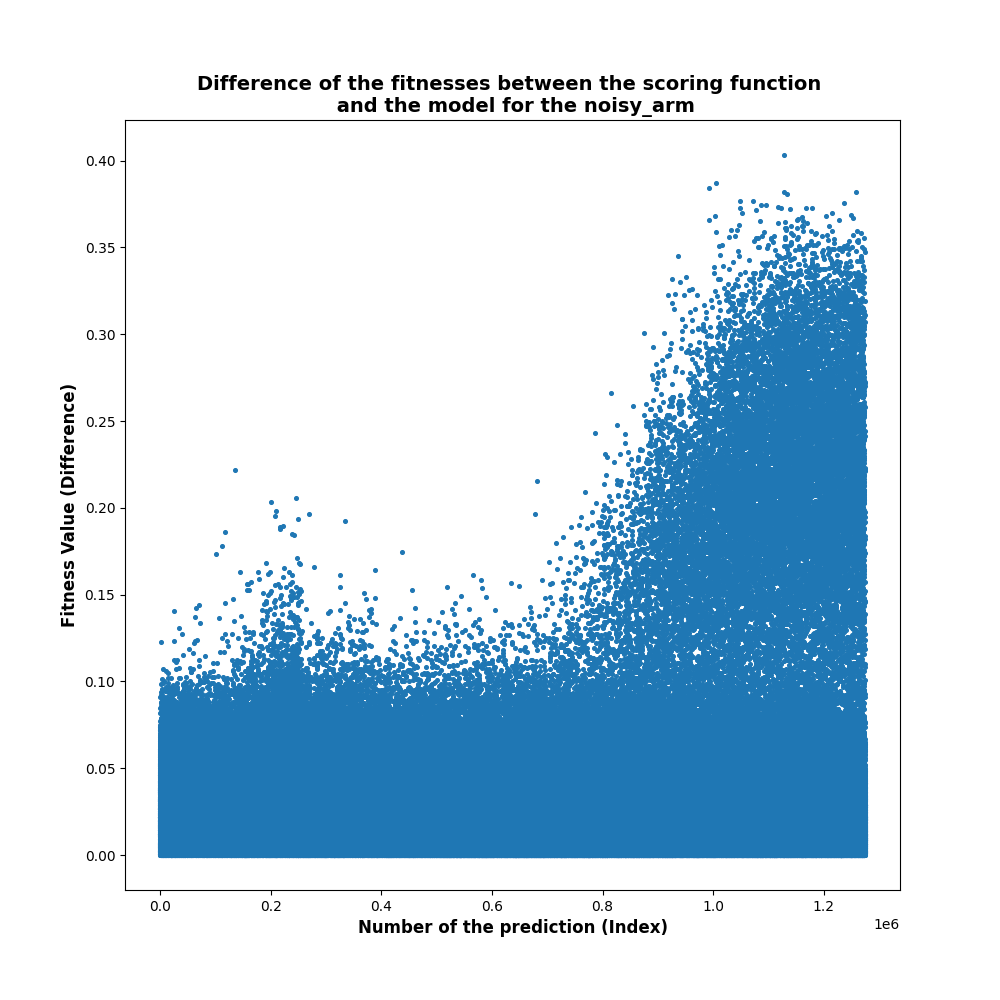 Difference of the fitnesses between the scoring function
and the model for the noisy_arm
0.40
0.35
0.30
0.25
0.20
0.15
0.10
0.05
0.00
Fitness Value (Difference)
0.0 0.2 0.4 0.6 0.8 1.0 1.2
1e6
Number of the prediction (Index)